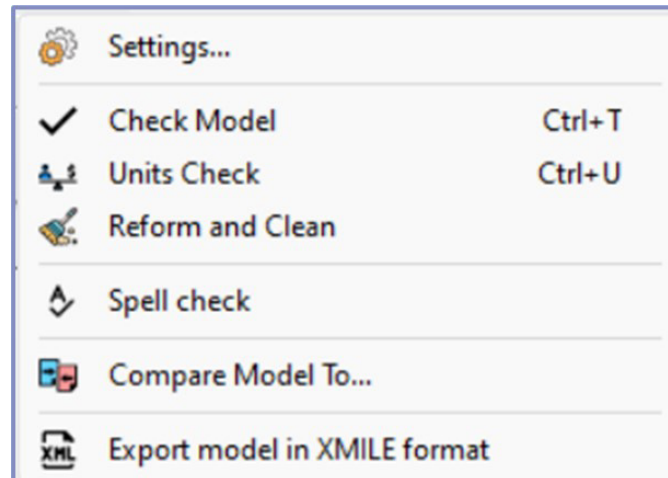 Settings...
Check Model Ctrl+T
Units Check Ctrl+U
Reform and Clean
Spell check
Compare Model To...
XML Export model in XMILE format